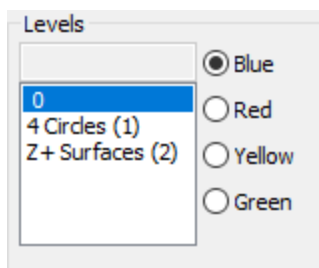 Levels
Blue
0
Red
4 Circles (1)
Z+ Surfaces (2)
Yellow
Green